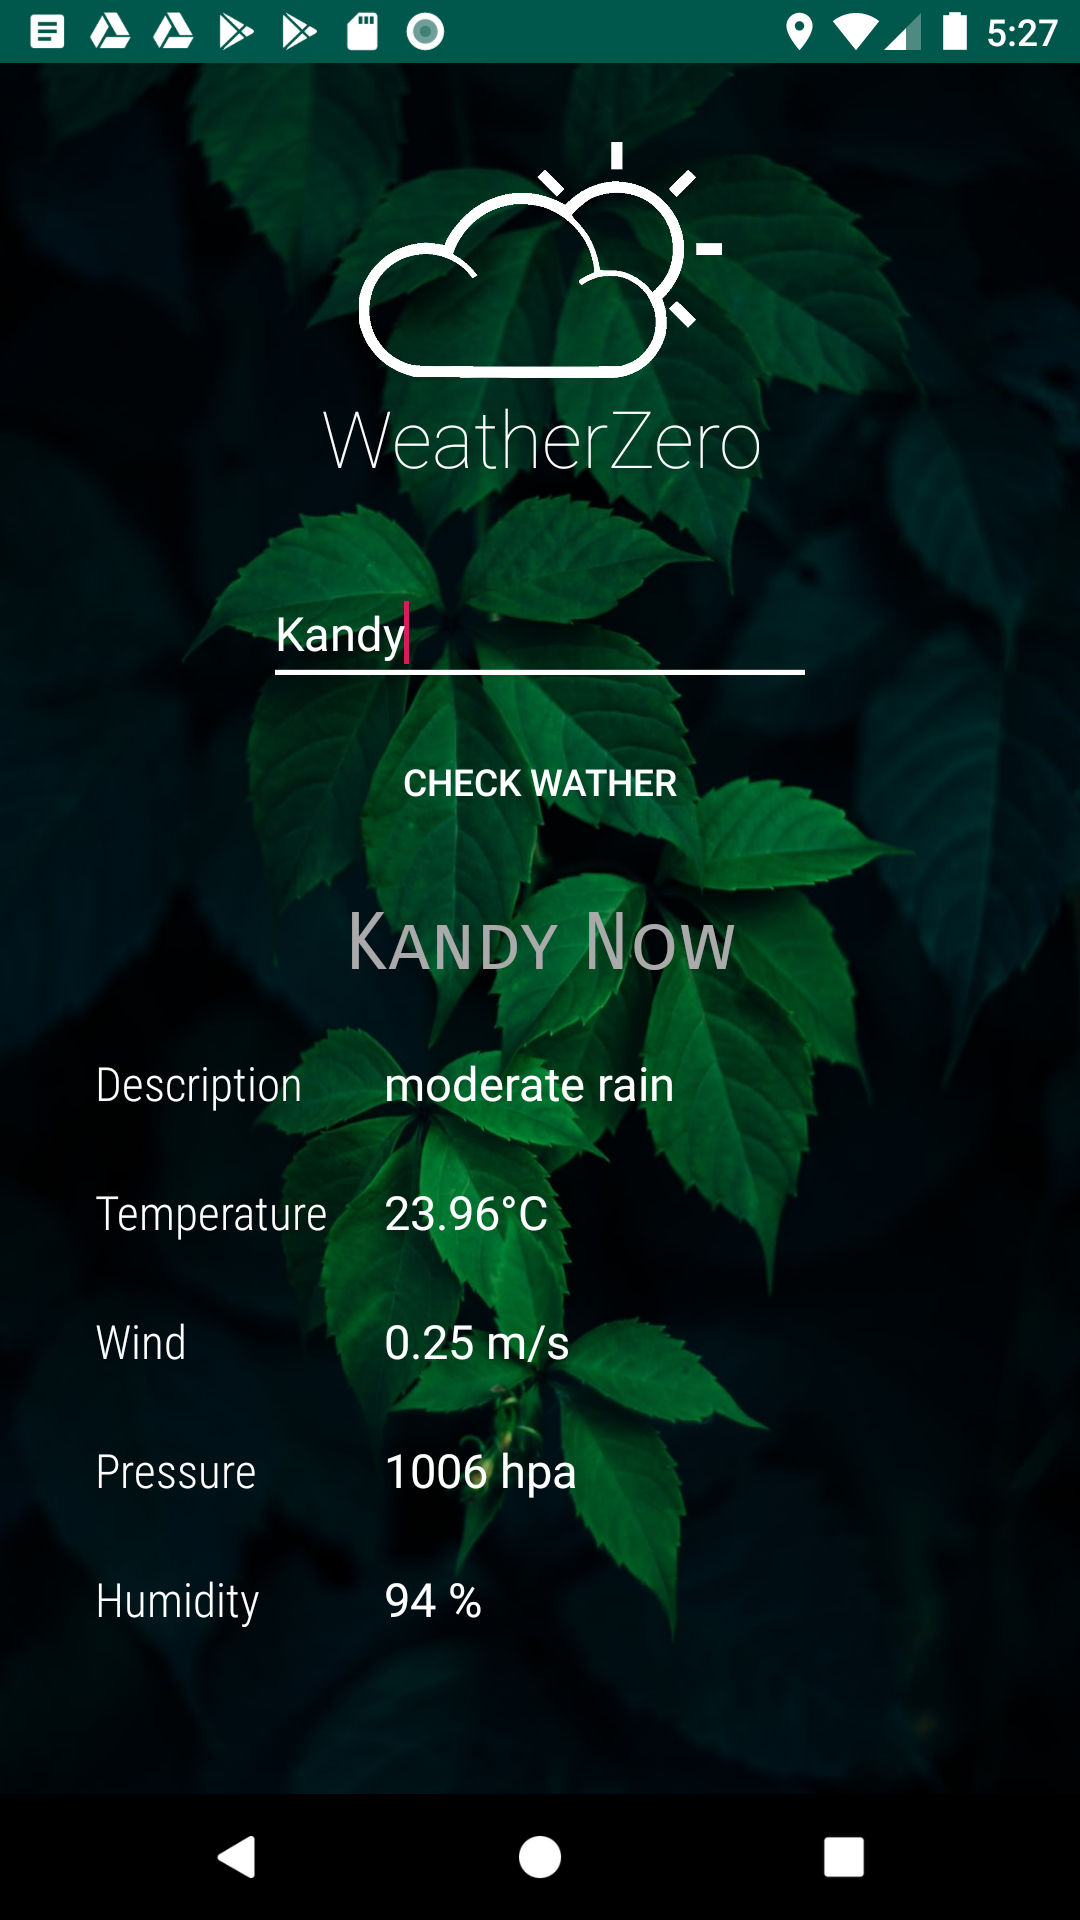 5:27
WeatherZero
Kandy
CHECK WATHER
Kandy Now
Description moderate rain
Temperature 23.96°C
Wind 0.25 m/s
Pressure 1006 hpa
Humidity 94 %